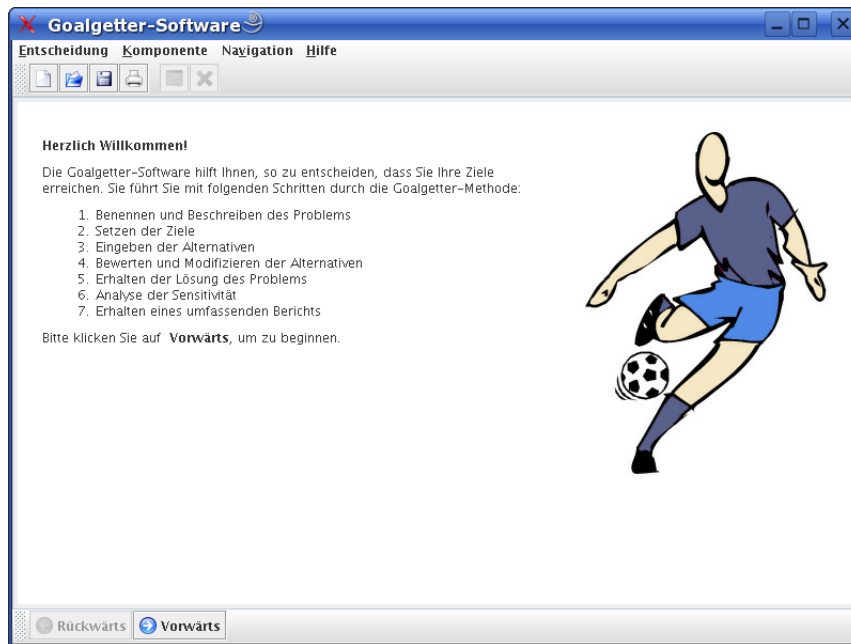 Goalgetter-Software
Entscheidung Komponente Navigation Hilfe
Herzlich Willkommen!
Die Goalgetter-Software hilft Ihnen, so zu entscheiden, dass Sie Ihre Ziele
erreichen. Sie führt Sie mit folgenden Schritten durch die Goalgetter-Methode:
1. Benennen und Beschreiben des Problems
2. Setzen der Ziele
3. Eingeben der Alternativen
4. Bewerten und Modifizieren der Alternativen
5. Erhalten der Lösung des Problems
6. Analyse der Sensitivität
7. Erhalten eines umfassenden Berichts
Bitte klicken Sie auf Vorwärts, um zu beginnen.
Rückwärts Vorwärts